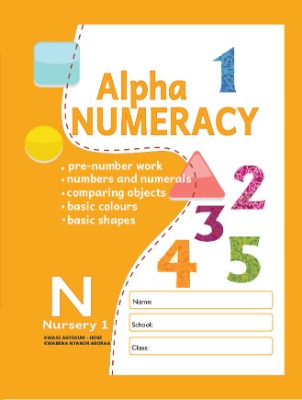 1
Alpha
NUMERACY
• pre-number work
• numbers and numerals
• comparing objects
• basic colours
• basic shapes
2
3
4
5
N
Nursery 1
Name:
School:
Class: